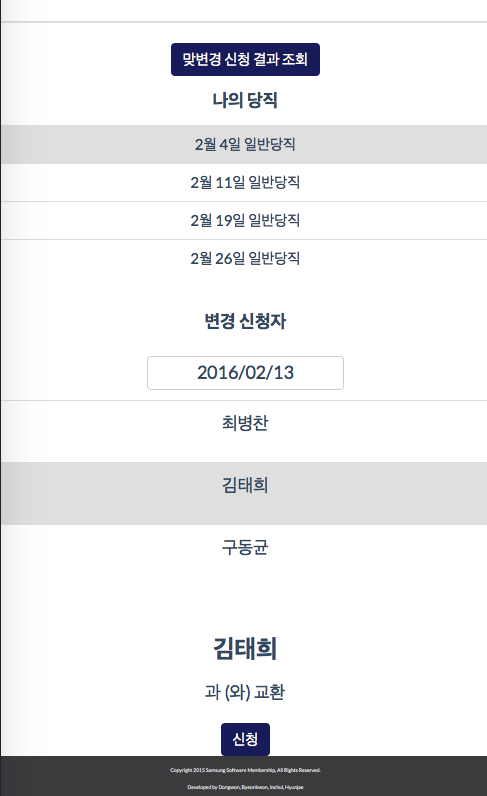 맞변경 신청 결과 조회
나의 당직
2월 4일 일반당직
2월 11일 일반당직
2월 19일 일반당직
2월 26일 일반당직
변경 신청자
2016/02/13
최병찬
김태희
구동균
김태희
과 (와) 교환
신청
Copyright 2015 Samsung Software Membership, All Rights Reserved.
Developed by Dongwon, Byeonkwon, Inchul, Hyunjae